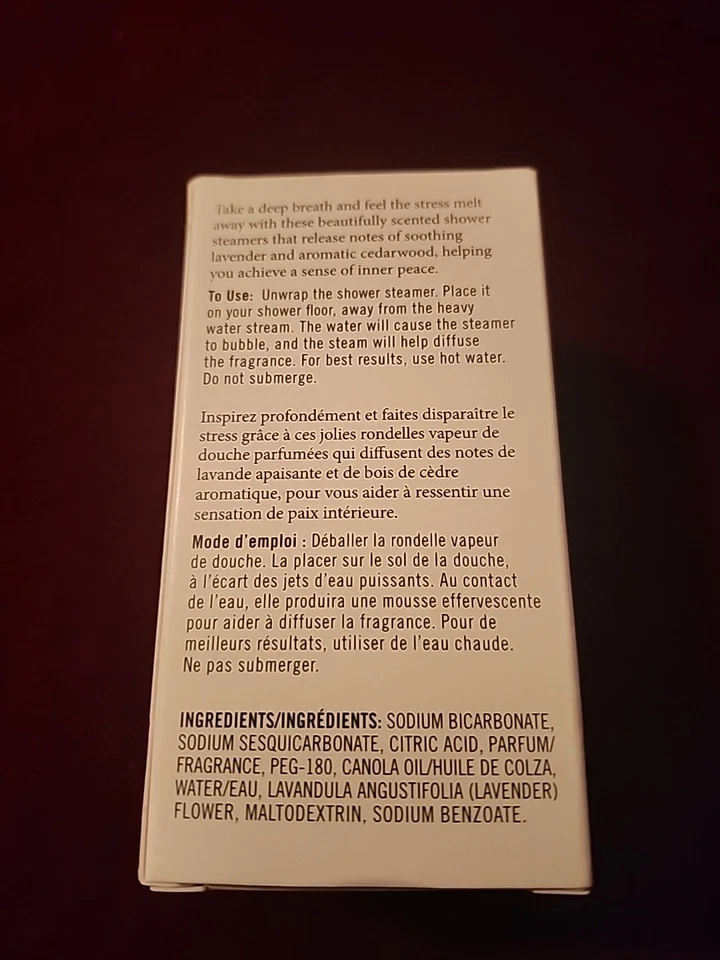 Take a deep breath and feel the stress melt
away with these beautifully scented shower
steamers that release notes of soothing
lavender and aromatic cedarwood, helping
you achieve a sense of inner peace.
To Use: Unwrap the shower steamer. Place it
on your shower floor, away from the heavy
water stream. The water will cause the steamer
to bubble, and the steam will help diffuse
the fragrance. For best results, use hot water.
Do not submerge.
Inspirez profondément et faites disparaître le
stress grâce à ces jolies rondelles vapeur de
douche parfumées qui diffusent des notes de
lavande apaisante et de bois de cèdre
aromatique, pour vous aider à ressentir une
sensation de paix intérieure.
Mode d'emploi : Déballer la rondelle vapeur
de douche. La placer sur le sol de la douche,
à l'écart des jets d'eau puissants. Au contact
de l'eau, elle produira une mousse effervescente
pour aider à diffuser la fragrance. Pour de
meilleurs résultats, utiliser de l'eau chaude.
Ne pas submerger.
INGREDIENTS/INGRÉDIENTS: SODIUM BICARBONATE,
SODIUM SESQUICARBONATE, CITRIC ACID, PARFUM/
FRAGRANCE, PEG-180, CANOLA OIL/HUILE DE COLZA,
WATER/EAU, LAVANDULA ANGUSTIFOLIA (LAVENDER)
FLOWER, MALTODEXTRIN, SODIUM BENZOATE.